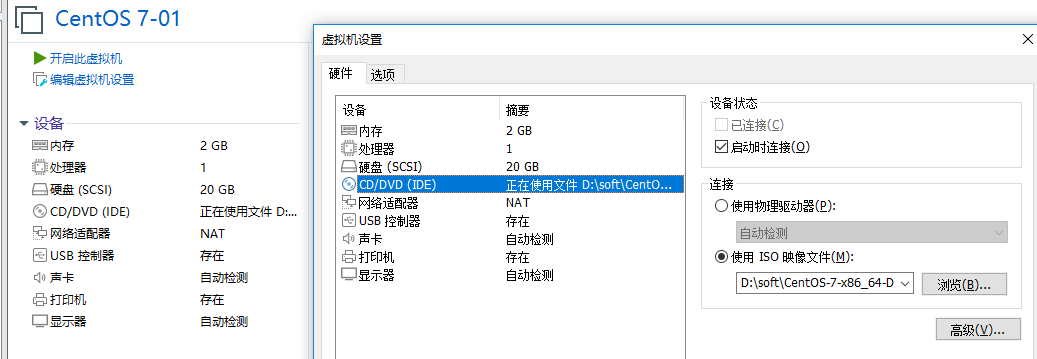 CentOS 7-01
开启此虚拟机
编辑虚拟机设置
设备
内存 2 GB
处理器 1
硬盘 (SCSI) 20 GB
CD/DVD (IDE) 正在使用文件 D:...
网络适配器 NAT
USB 控制器 存在
声卡 自动检测
打印机 存在
显示器 自动检测
虚拟机设置
硬件 选项
设备 摘要
内存 2 GB
处理器 1
硬盘 (SCSI) 20 GB
CD/DVD (IDE) 正在使用文件 D:\soft\CentO...
网络适配器 NAT
USB 控制器 存在
声卡 自动检测
打印机 存在
显示器 自动检测
设备状态
已连接(C)
启动时连接(O)
连接
使用物理驱动器(P):
自动检测
使用 ISO 映像文件(M):
D:\soft\CentOS-7-x86_64-D 浏览(B)...
高级(V)...